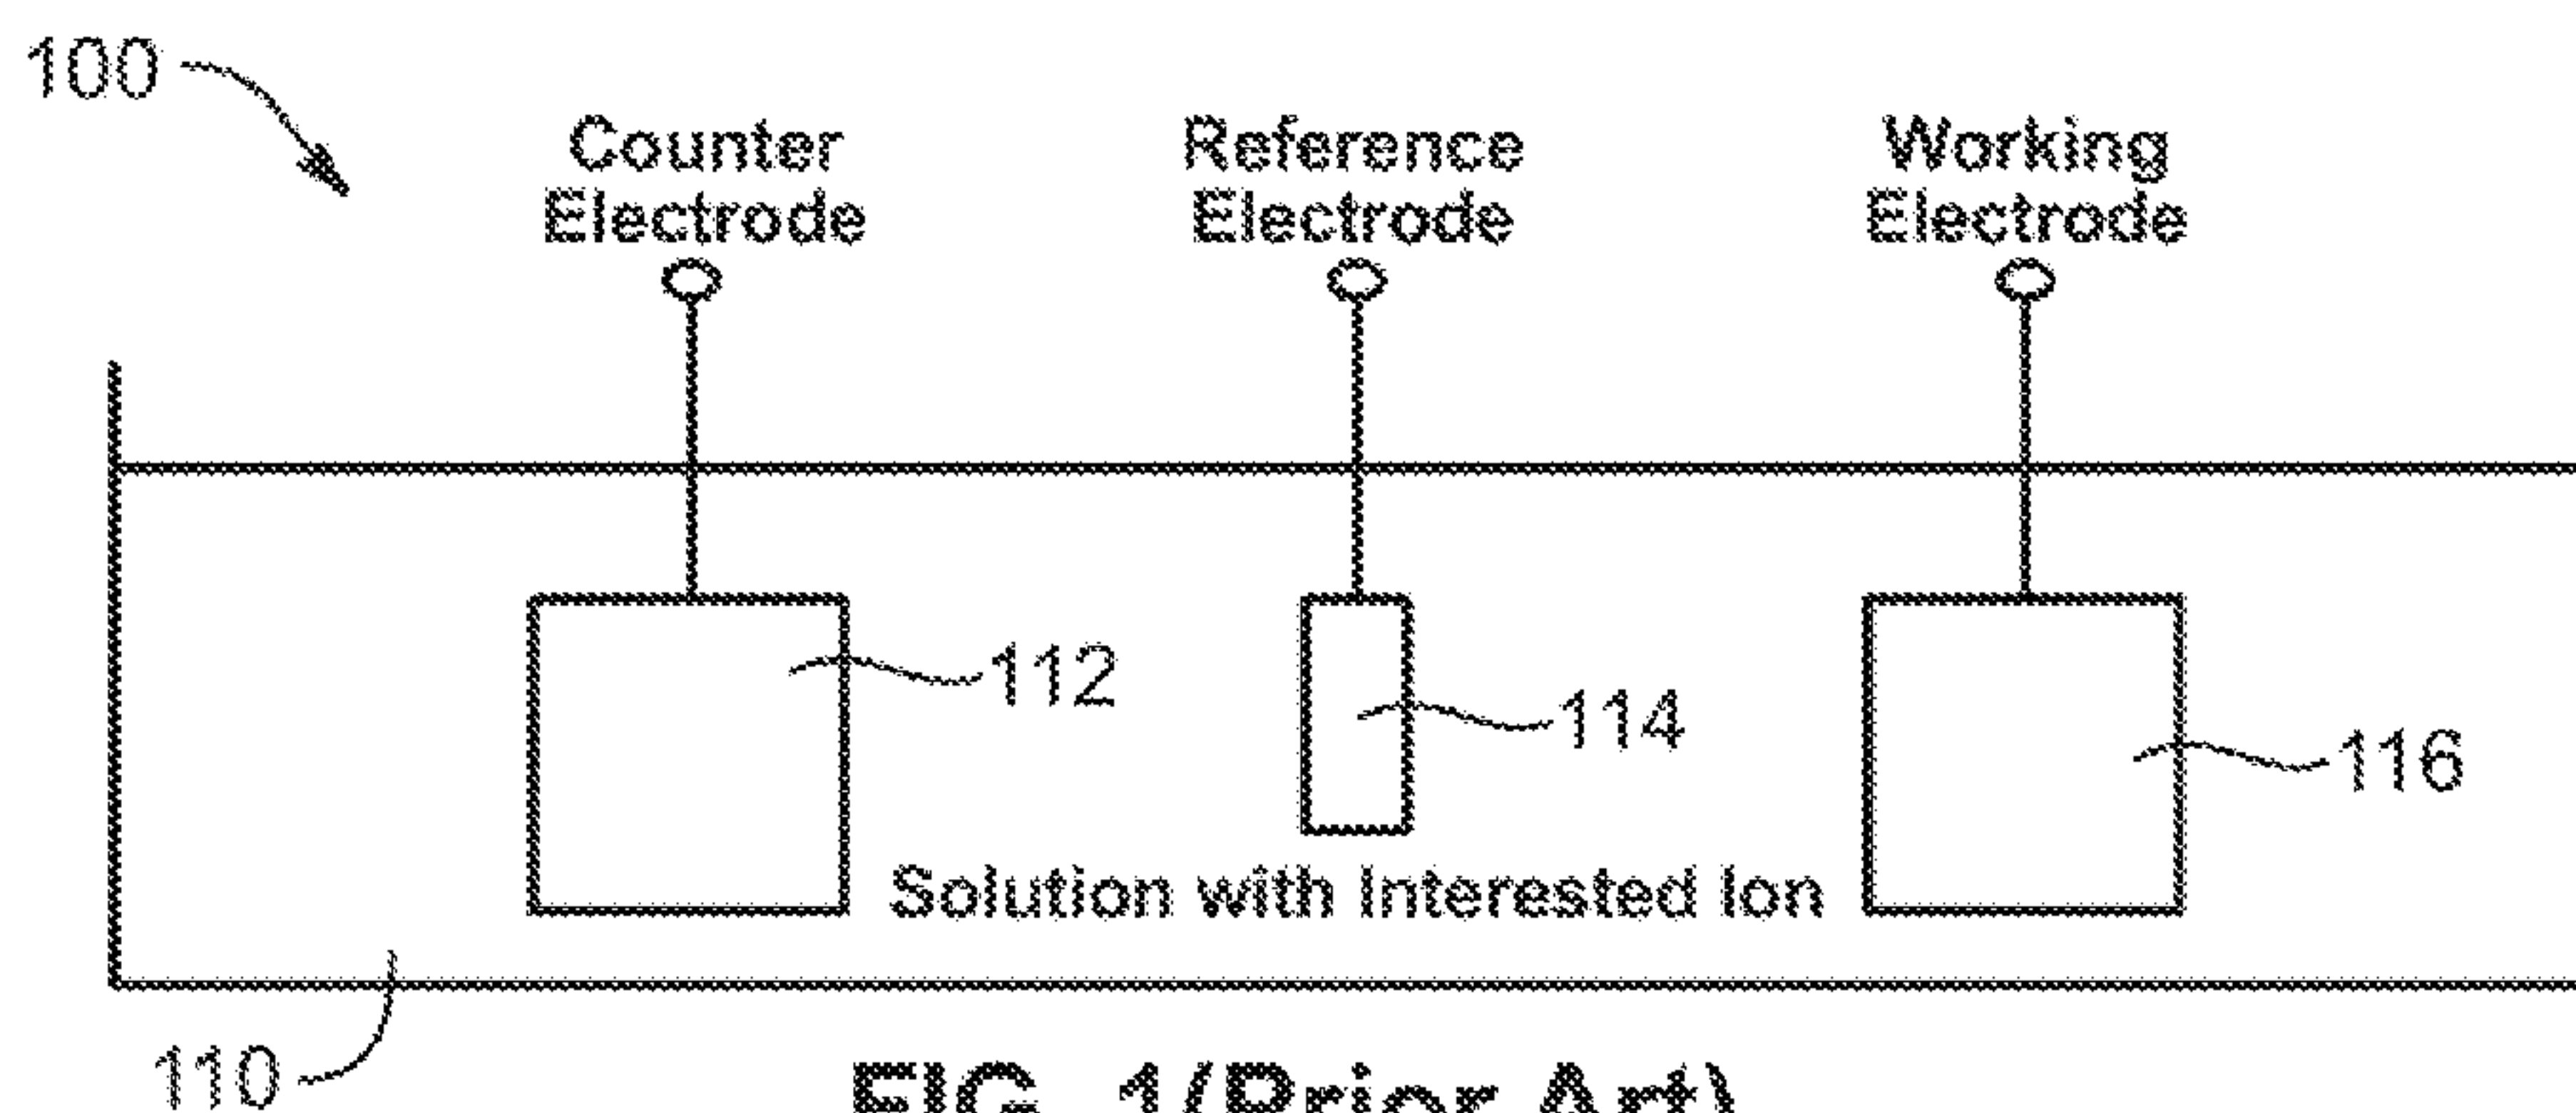 100
Counter
Electrode
Reference
Electrode
Working
Electrode
112
114
116
Solution with Interested Ion
110
FIG. 1(Prior Art)